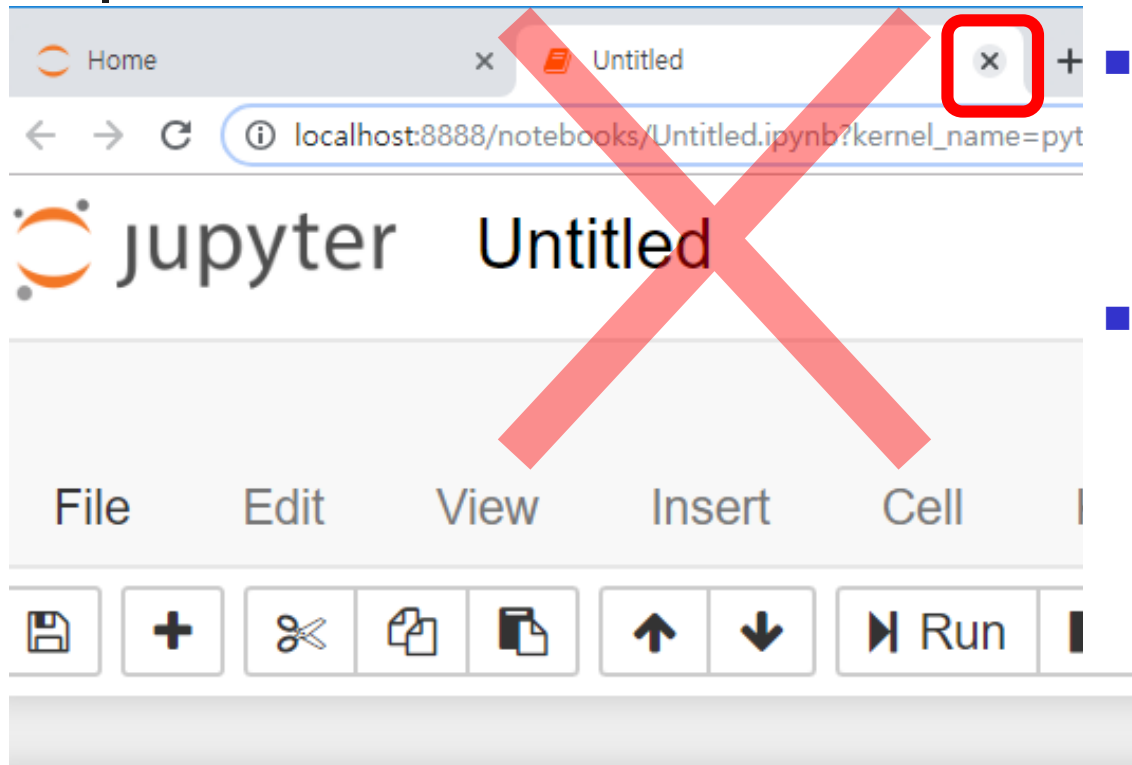 Home Untitled
localhost:8888/notebooks/Untitled.ipynb?kernel_name=pyt
jupyter Untitled
File Edit View Insert Cell
Run